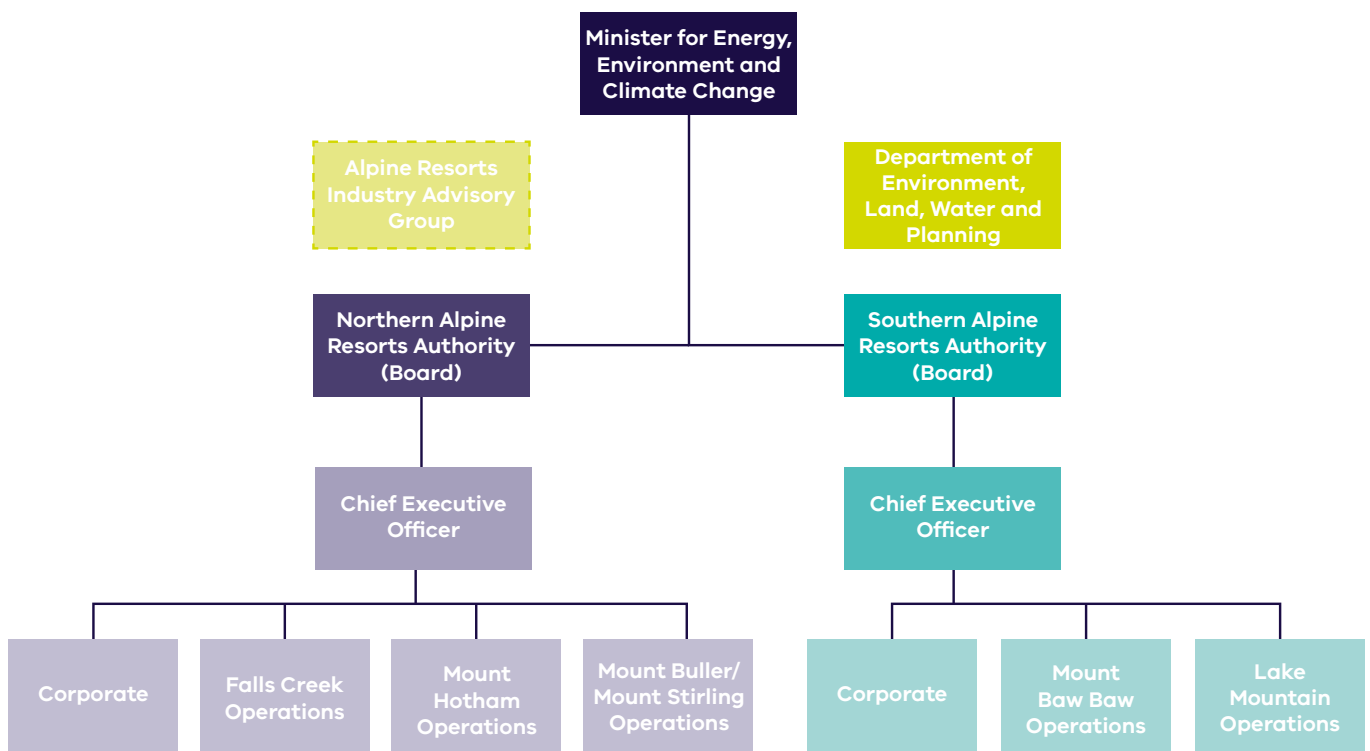 Minister for Energy,
Environment and
Climate Change
Alpine Resorts
Industry Advisory
Group
Department of
Environment,
Land, Water and
Planning
Northern Alpine
Resorts Authority
(Board)
Southern Alpine
Resorts Authority
(Board)
Chief Executive
Officer
Chief Executive
Officer
Corporate
Falls Creek
Operations
Mount
Hotham
Operations
Mount Buller/
Mount Stirling
Operations
Corporate
Mount
Baw Baw
Operations
Lake
Mountain
Operations